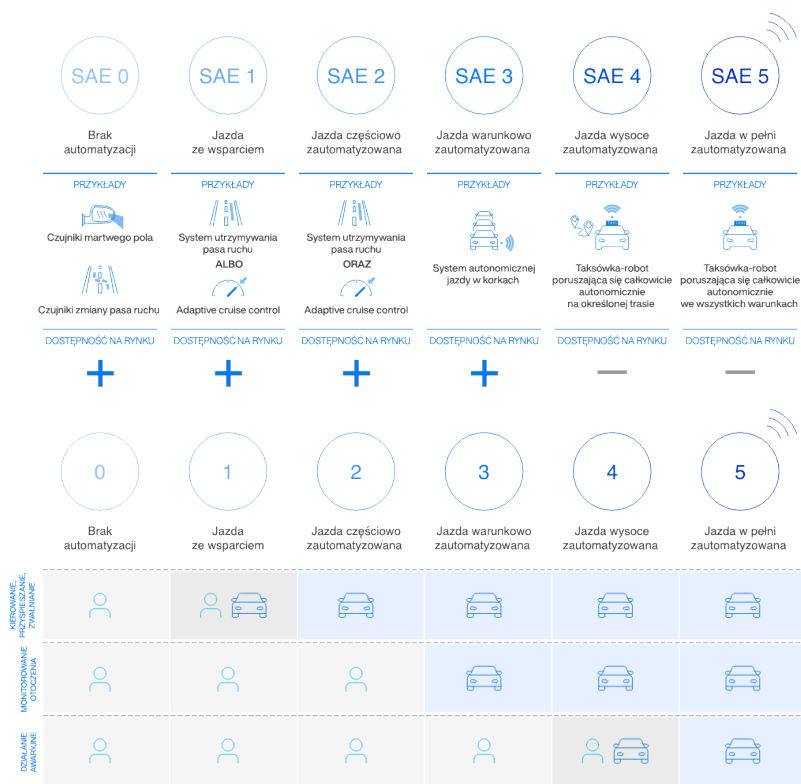 SAE 0
SAE 1
SAE 2
SAE 3
SAE 4
SAE 5
Brak
automatyzacji
Jazda
ze wsparciem
Jazda częściowo
zautomatyzowana
Jazda warunkowo
zautomatyzowana
Jazda wysoce
zautomatyzowana
Jazda w pełni
zautomatyzowana
PRZYKŁADY
PRZYKŁADY
PRZYKŁADY
PRZYKŁADY
PRZYKŁADY
PRZYKŁADY
Czujniki martwego pola
Czujniki zmiany pasa ruchu
System utrzymywania
pasa ruchu
ALBO
Adaptive cruise control
System utrzymywania
pasa ruchu
ORAZ
Adaptive cruise control
System autonomicznej
jazdy w korkach
TAXI
Taksówka-robot
poruszająca się całkowicie
autonomicznie
na określonej trasie
TAXI
Taksówka-robot
poruszająca się całkowicie
autonomicznie
we wszystkich warunkach
DOSTĘPNOŚĆ NA RYNKU
DOSTĘPNOŚĆ NA RYNKU
DOSTĘPNOŚĆ NA RYNKU
DOSTĘPNOŚĆ NA RYNKU
DOSTĘPNOŚĆ NA RYNKU
DOSTĘPNOŚĆ NA RYNKU
0
1
2
3
4
5
Brak
automatyzacji
Jazda
ze wsparciem
Jazda częściowo
zautomatyzowana
Jazda warunkowo
zautomatyzowana
Jazda wysoce
zautomatyzowana
Jazda w pełni
zautomatyzowana
KIEROWANIE,
PRZYSPIESZANIE,
ZWALNIANIE
MONITOROWANIE
OTOCZENIA
DZIAŁANIE
AWARYJNE